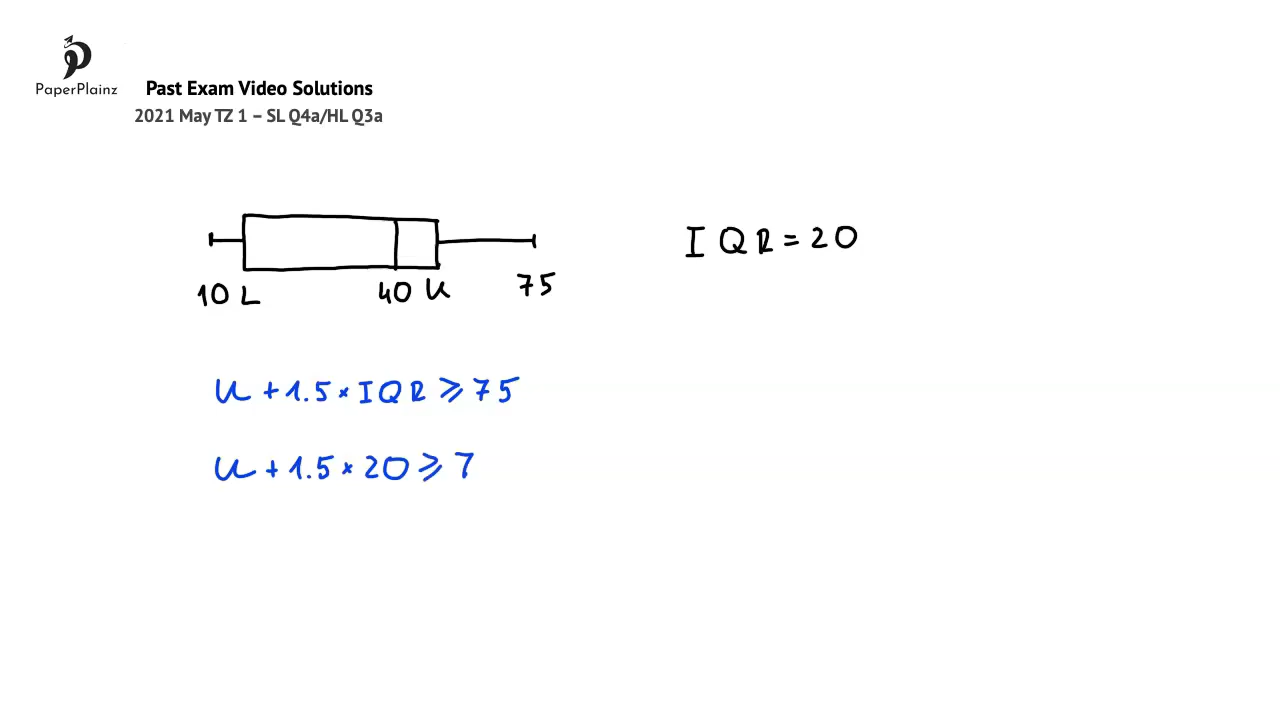 PaperPlainz
Past Exam Video Solutions
2021 May TZ 1 – SL Q4a/HL Q3a
IQR = 20
10 L 40 U 75
U + 1.5 × IQR ⩾ 75
U + 1.5 × 20 ⩾ 7